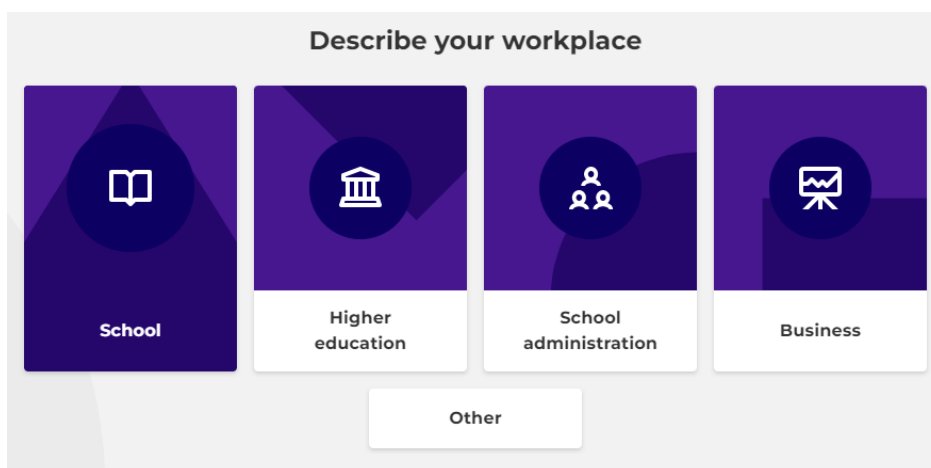 Describe your workplace
School
Higher
education
School
administration
Business
Other